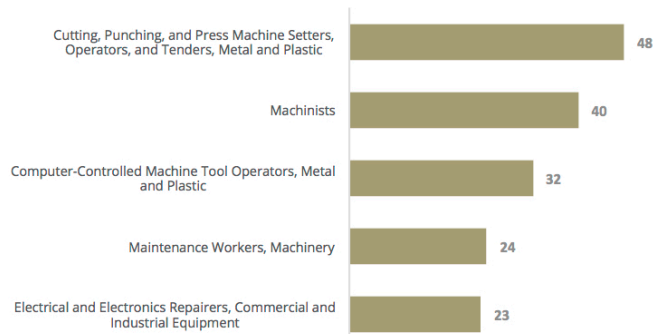 Cutting, Punching, and Press Machine Setters,
Operators, and Tenders, Metal and Plastic
48
Machinists
40
Computer-Controlled Machine Tool Operators, Metal
and Plastic
32
Maintenance Workers, Machinery
24
Electrical and Electronics Repairers, Commercial and
Industrial Equipment
23